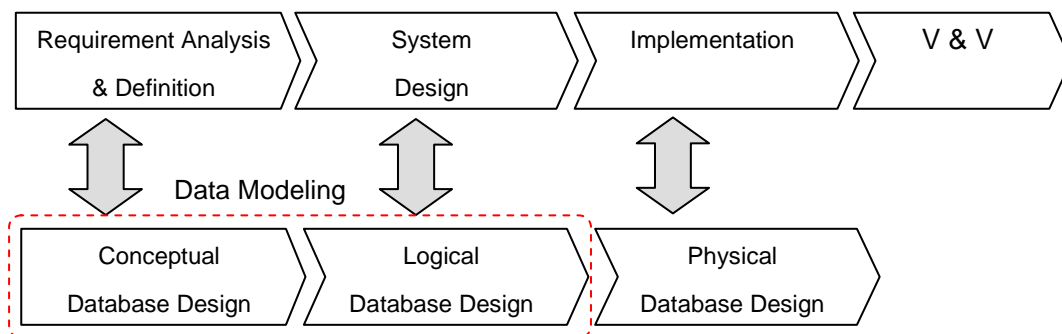 Requirement Analysis
& Definition
System
Design
Implementation
V & V
Data Modeling
Conceptual
Database Design
Logical
Database Design
Physical
Database Design